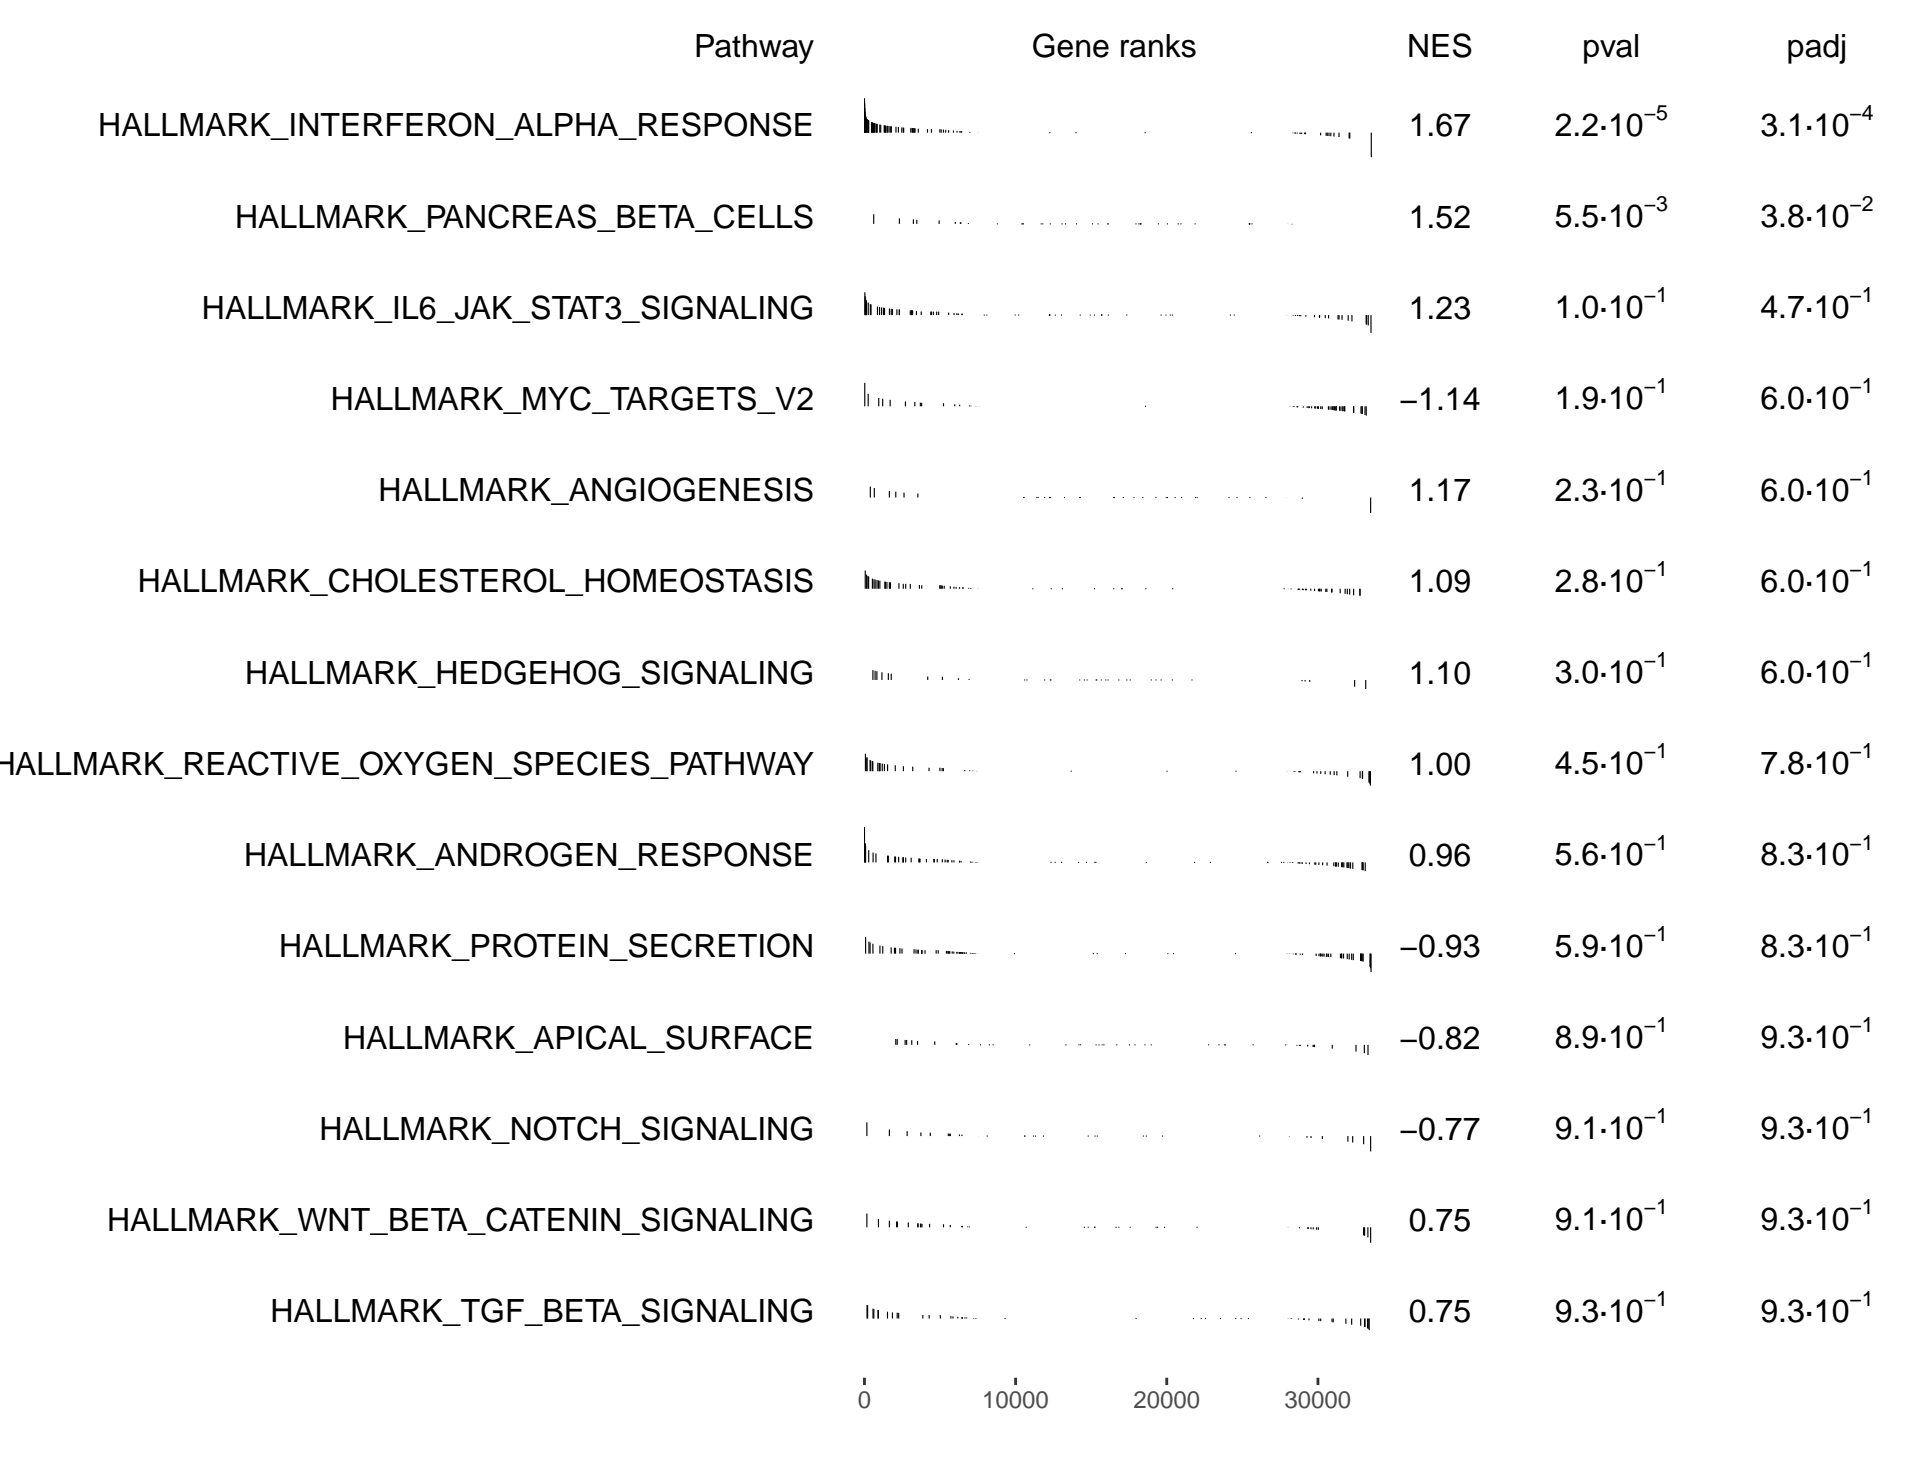 Pathway Gene ranks NES pval padj
HALLMARK_INTERFERON_ALPHA_RESPONSE 1.67 2.2·10⁻⁵ 3.1·10⁻⁴
HALLMARK_PANCREAS_BETA_CELLS 1.52 5.5·10⁻³ 3.8·10⁻²
HALLMARK_IL6_JAK_STAT3_SIGNALING 1.23 1.0·10⁻¹ 4.7·10⁻¹
HALLMARK_MYC_TARGETS_V2 −1.14 1.9·10⁻¹ 6.0·10⁻¹
HALLMARK_ANGIOGENESIS 1.17 2.3·10⁻¹ 6.0·10⁻¹
HALLMARK_CHOLESTEROL_HOMEOSTASIS 1.09 2.8·10⁻¹ 6.0·10⁻¹
HALLMARK_HEDGEHOG_SIGNALING 1.10 3.0·10⁻¹ 6.0·10⁻¹
HALLMARK_REACTIVE_OXYGEN_SPECIES_PATHWAY 1.00 4.5·10⁻¹ 7.8·10⁻¹
HALLMARK_ANDROGEN_RESPONSE 0.96 5.6·10⁻¹ 8.3·10⁻¹
HALLMARK_PROTEIN_SECRETION −0.93 5.9·10⁻¹ 8.3·10⁻¹
HALLMARK_APICAL_SURFACE −0.82 8.9·10⁻¹ 9.3·10⁻¹
HALLMARK_NOTCH_SIGNALING −0.77 9.1·10⁻¹ 9.3·10⁻¹
HALLMARK_WNT_BETA_CATENIN_SIGNALING 0.75 9.1·10⁻¹ 9.3·10⁻¹
HALLMARK_TGF_BETA_SIGNALING 0.75 9.3·10⁻¹ 9.3·10⁻¹
0 10000 20000 30000